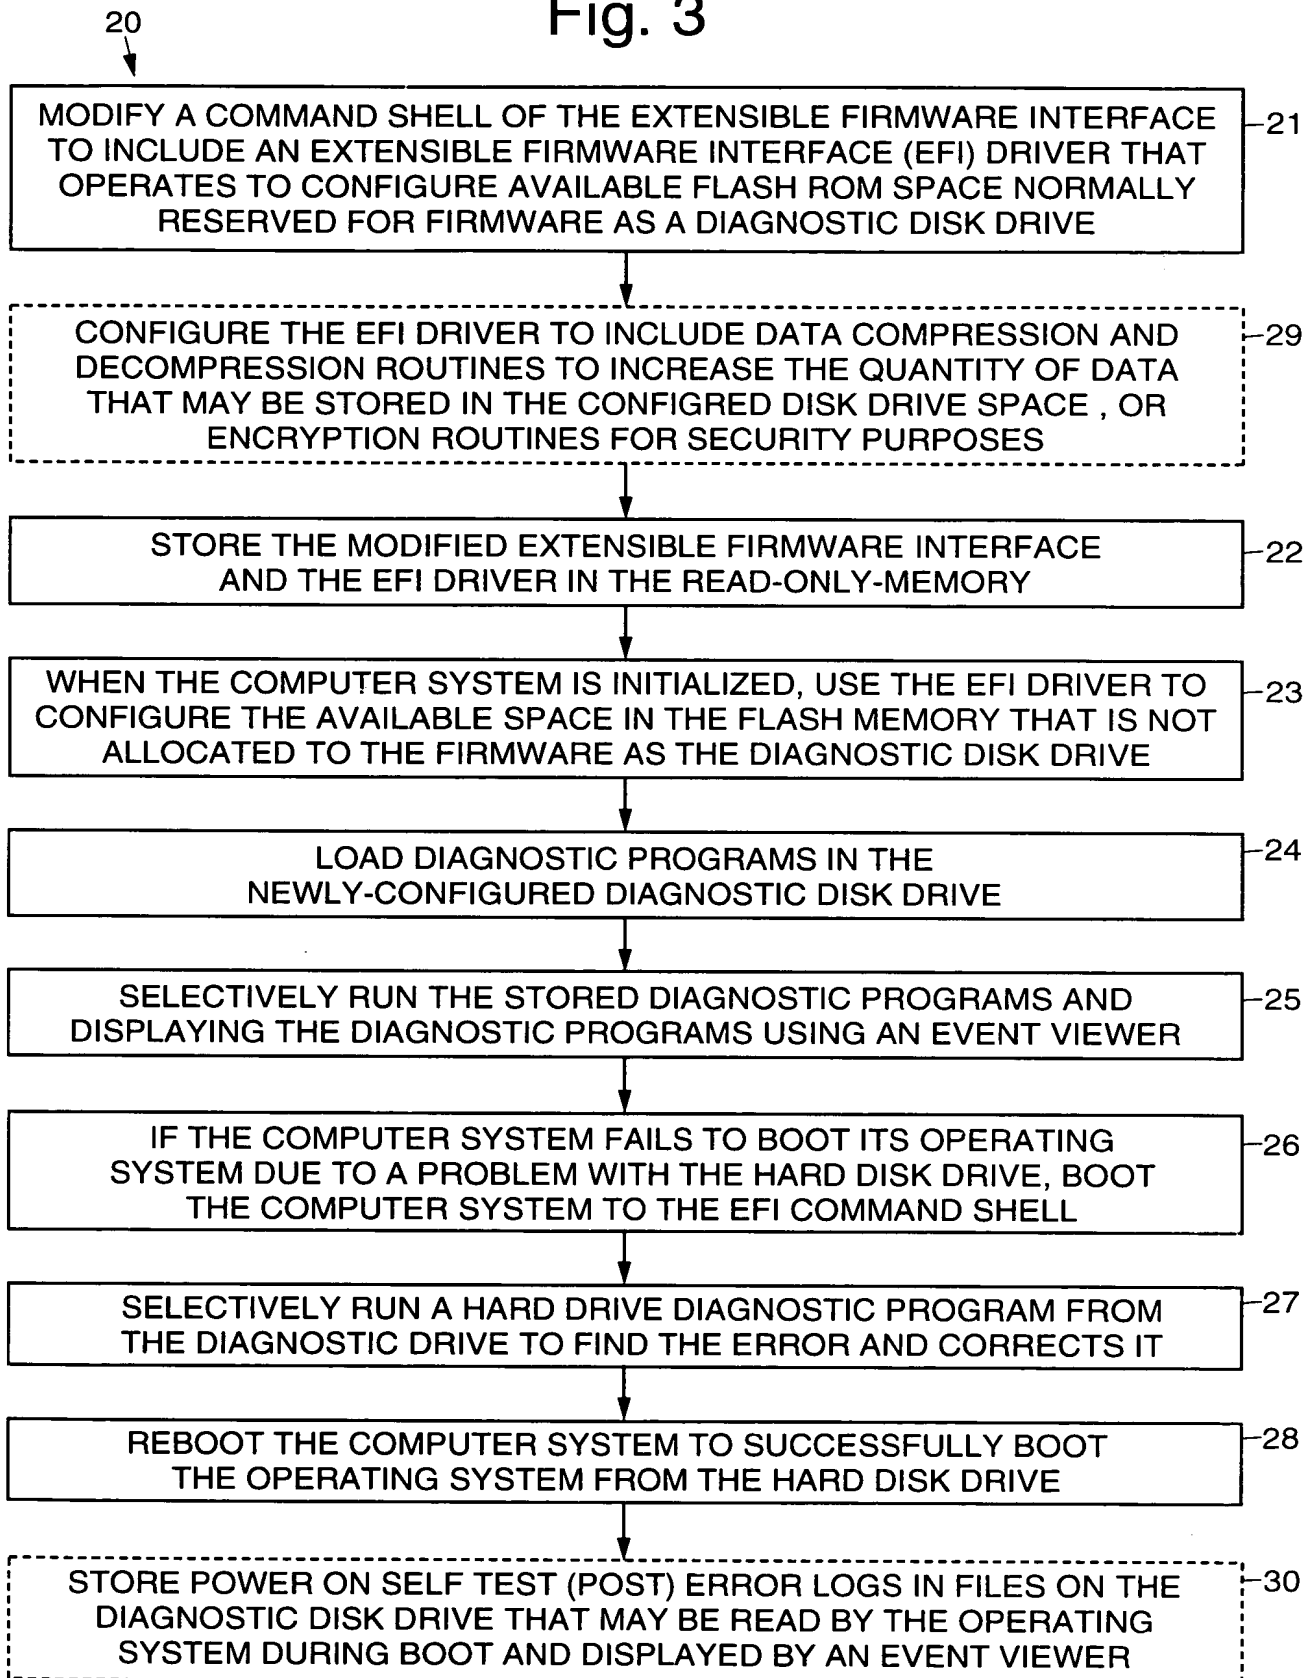 Fig. 3
20
MODIFY A COMMAND SHELL OF THE EXTENSIBLE FIRMWARE INTERFACE
TO INCLUDE AN EXTENSIBLE FIRMWARE INTERFACE (EFI) DRIVER THAT
OPERATES TO CONFIGURE AVAILABLE FLASH ROM SPACE NORMALLY
RESERVED FOR FIRMWARE AS A DIAGNOSTIC DISK DRIVE
21
CONFIGURE THE EFI DRIVER TO INCLUDE DATA COMPRESSION AND
DECOMPRESSION ROUTINES TO INCREASE THE QUANTITY OF DATA
THAT MAY BE STORED IN THE CONFIGRED DISK DRIVE SPACE , OR
ENCRYPTION ROUTINES FOR SECURITY PURPOSES
29
STORE THE MODIFIED EXTENSIBLE FIRMWARE INTERFACE
AND THE EFI DRIVER IN THE READ-ONLY-MEMORY
22
WHEN THE COMPUTER SYSTEM IS INITIALIZED, USE THE EFI DRIVER TO
CONFIGURE THE AVAILABLE SPACE IN THE FLASH MEMORY THAT IS NOT
ALLOCATED TO THE FIRMWARE AS THE DIAGNOSTIC DISK DRIVE
23
LOAD DIAGNOSTIC PROGRAMS IN THE
NEWLY-CONFIGURED DIAGNOSTIC DISK DRIVE
24
SELECTIVELY RUN THE STORED DIAGNOSTIC PROGRAMS AND
DISPLAYING THE DIAGNOSTIC PROGRAMS USING AN EVENT VIEWER
25
IF THE COMPUTER SYSTEM FAILS TO BOOT ITS OPERATING
SYSTEM DUE TO A PROBLEM WITH THE HARD DISK DRIVE, BOOT
THE COMPUTER SYSTEM TO THE EFI COMMAND SHELL
26
SELECTIVELY RUN A HARD DRIVE DIAGNOSTIC PROGRAM FROM
THE DIAGNOSTIC DRIVE TO FIND THE ERROR AND CORRECTS IT
27
REBOOT THE COMPUTER SYSTEM TO SUCCESSFULLY BOOT
THE OPERATING SYSTEM FROM THE HARD DISK DRIVE
28
STORE POWER ON SELF TEST (POST) ERROR LOGS IN FILES ON THE
DIAGNOSTIC DISK DRIVE THAT MAY BE READ BY THE OPERATING
SYSTEM DURING BOOT AND DISPLAYED BY AN EVENT VIEWER
30